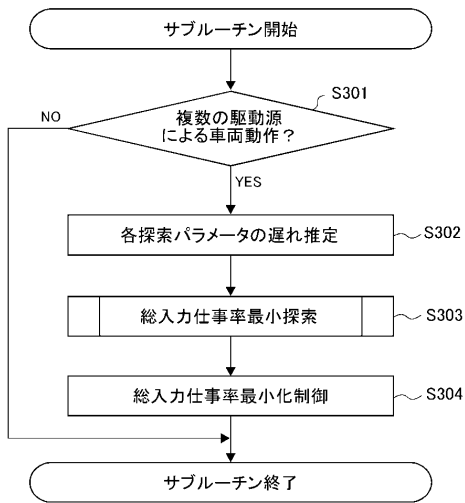 サブルーチン開始
S301
NO
複数の駆動源
による車両動作？
YES
各探索パラメータの遅れ推定
S302
総入力仕事率最小探索
S303
総入力仕事率最小化制御
S304
サブルーチン終了